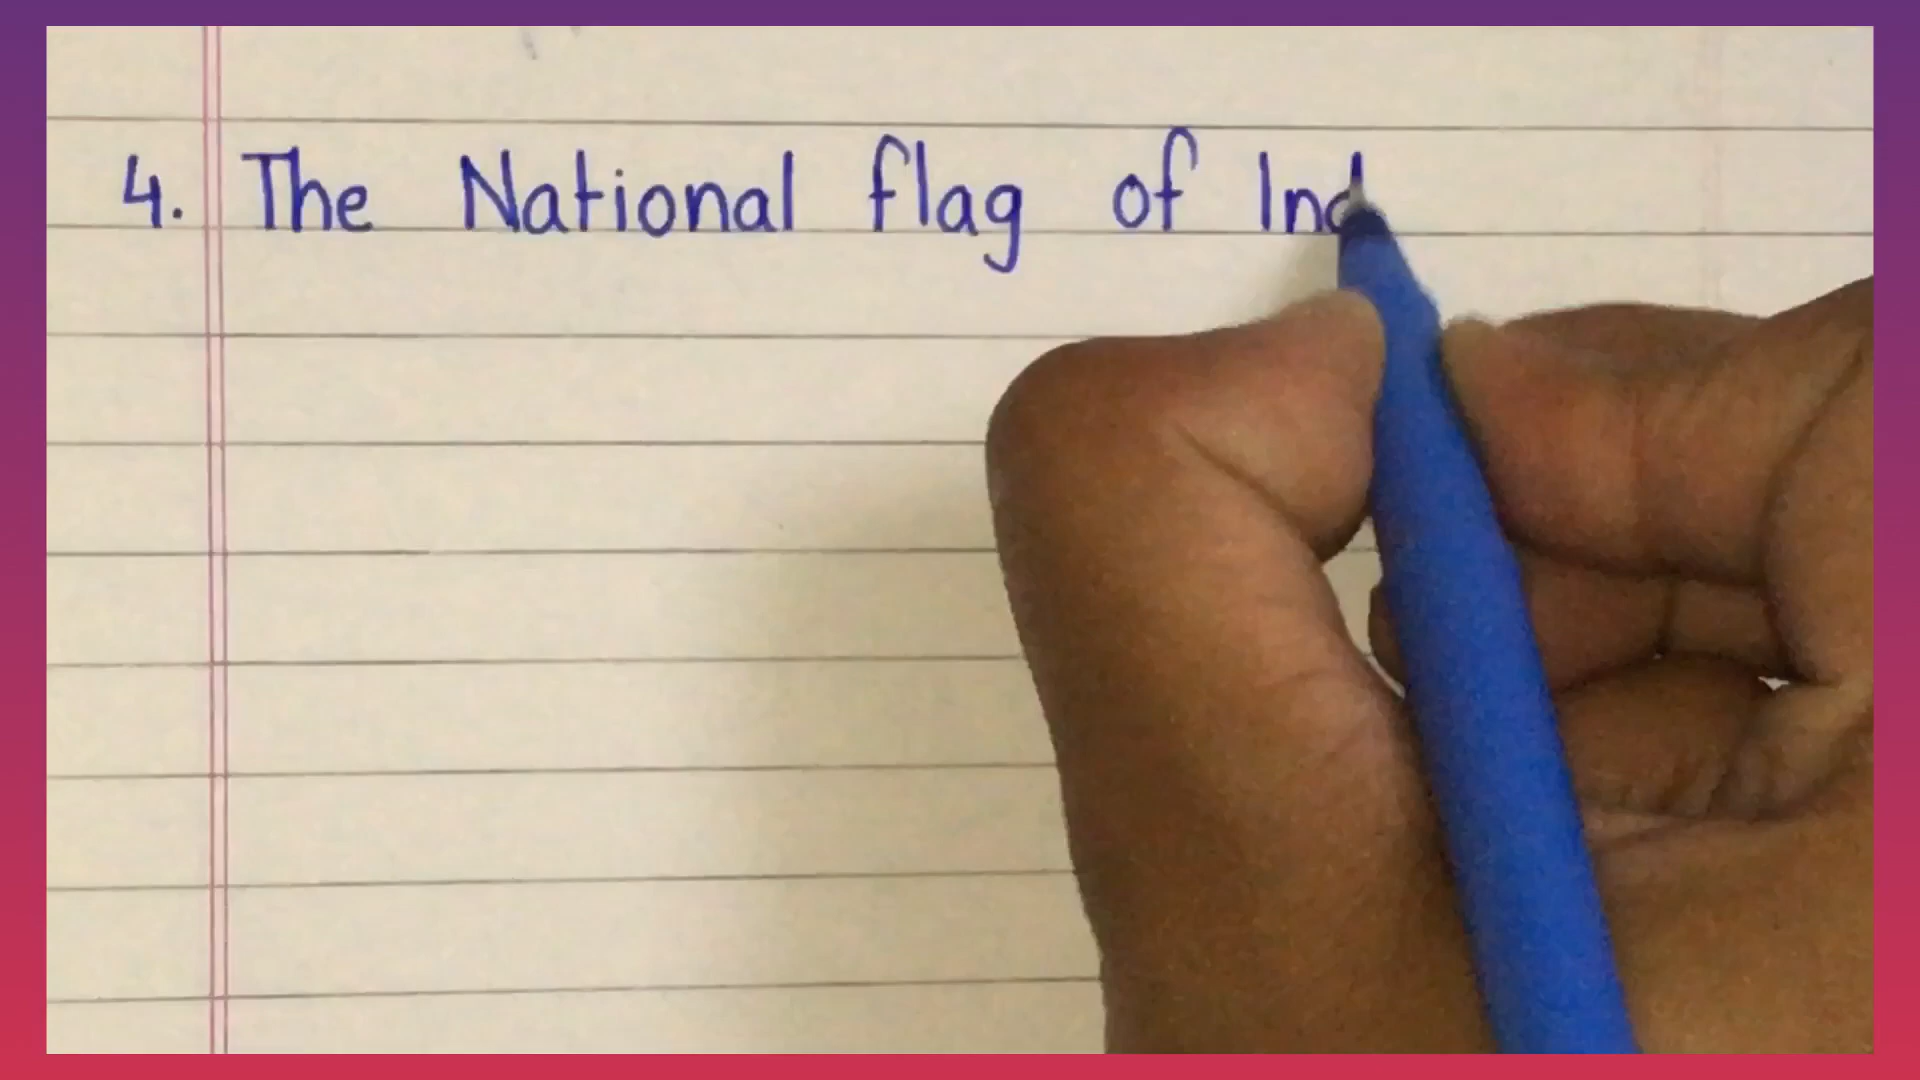 4. The National flag of Ind